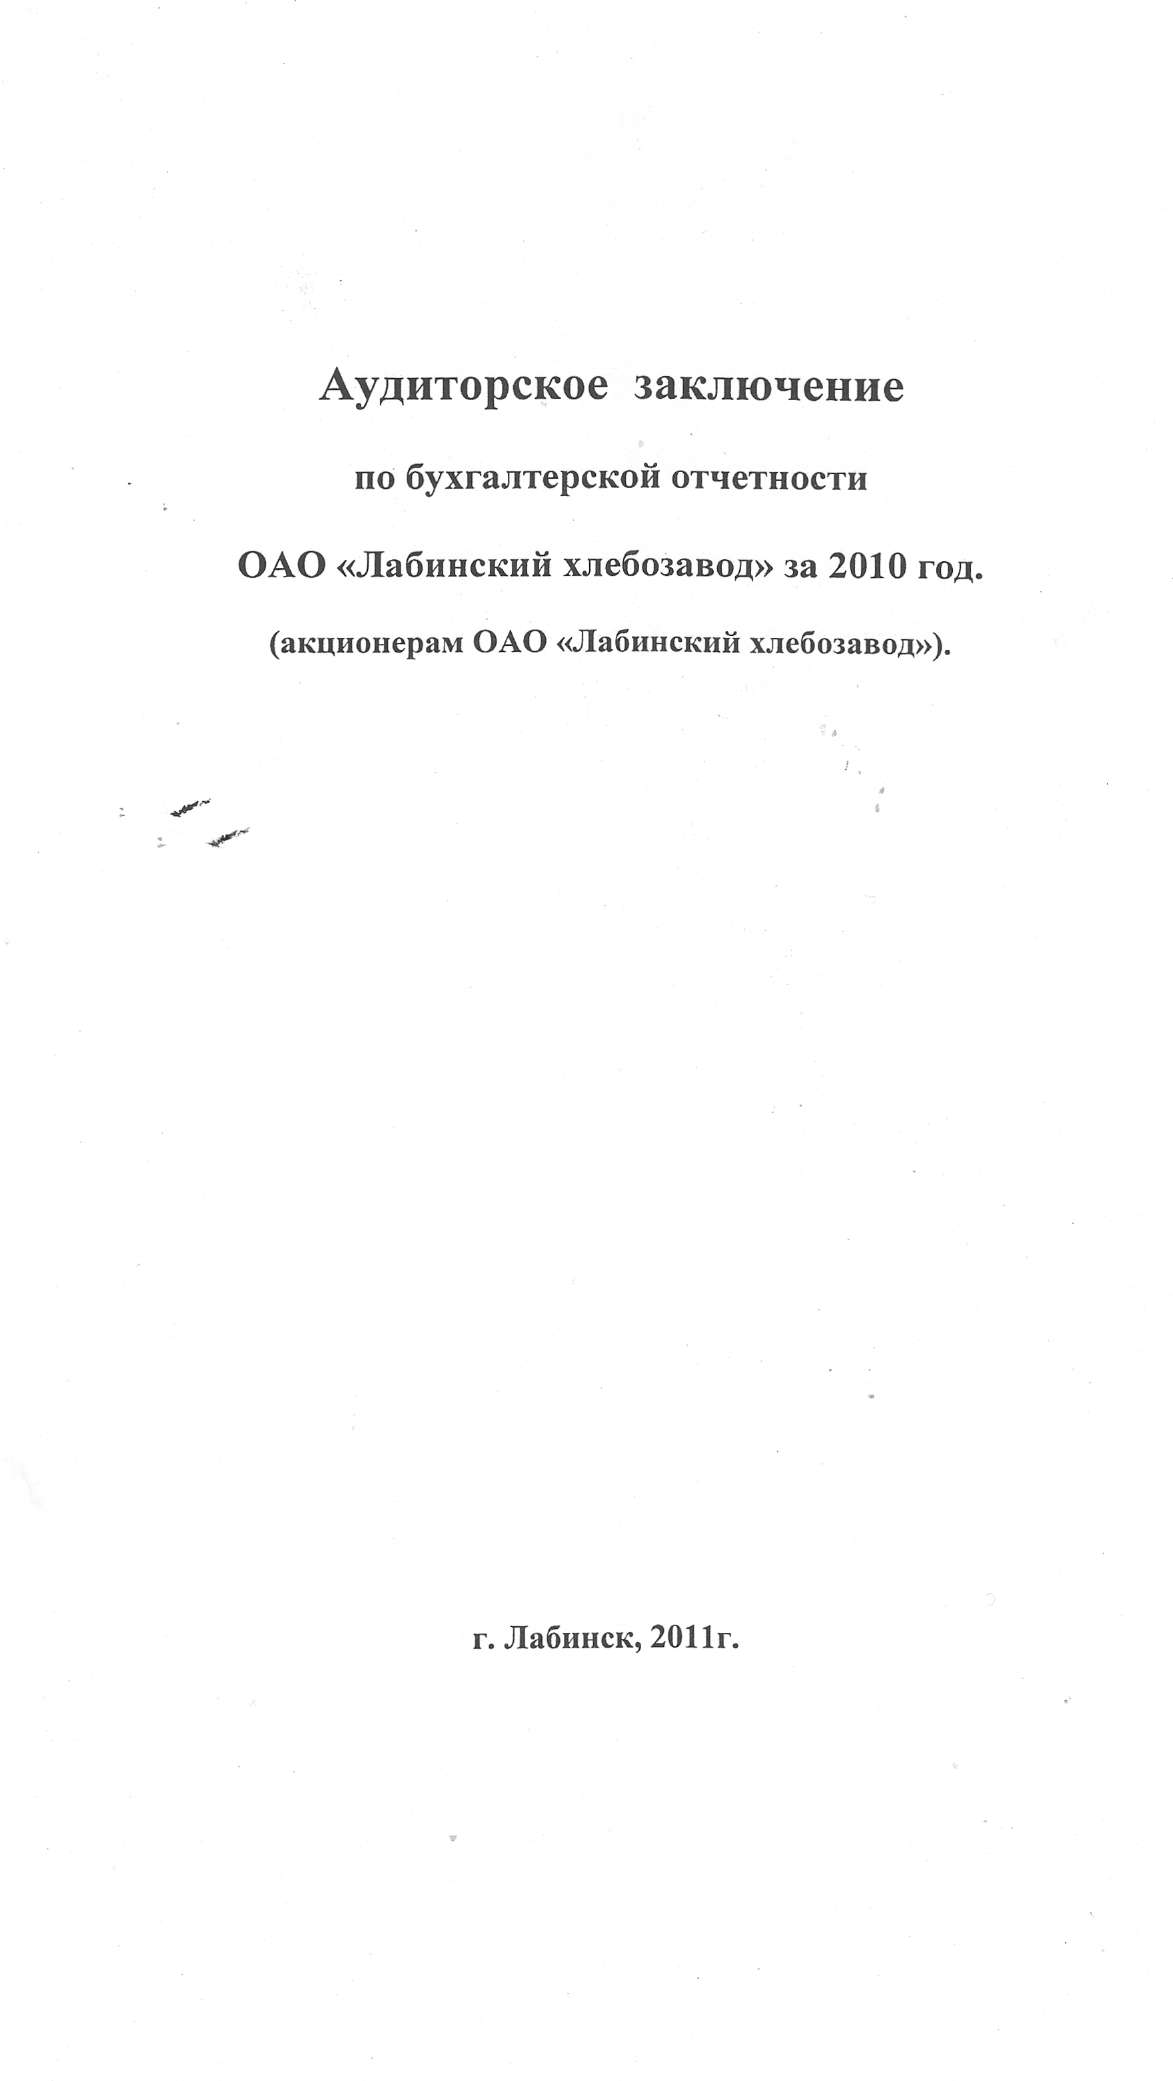 Аудиторское заключение
по бухгалтерской отчетности
ОАО «Лабинский хлебозавод» за 2010 год.
(акционерам ОАО «Лабинский хлебозавод»).
г. Лабинск, 2011г.